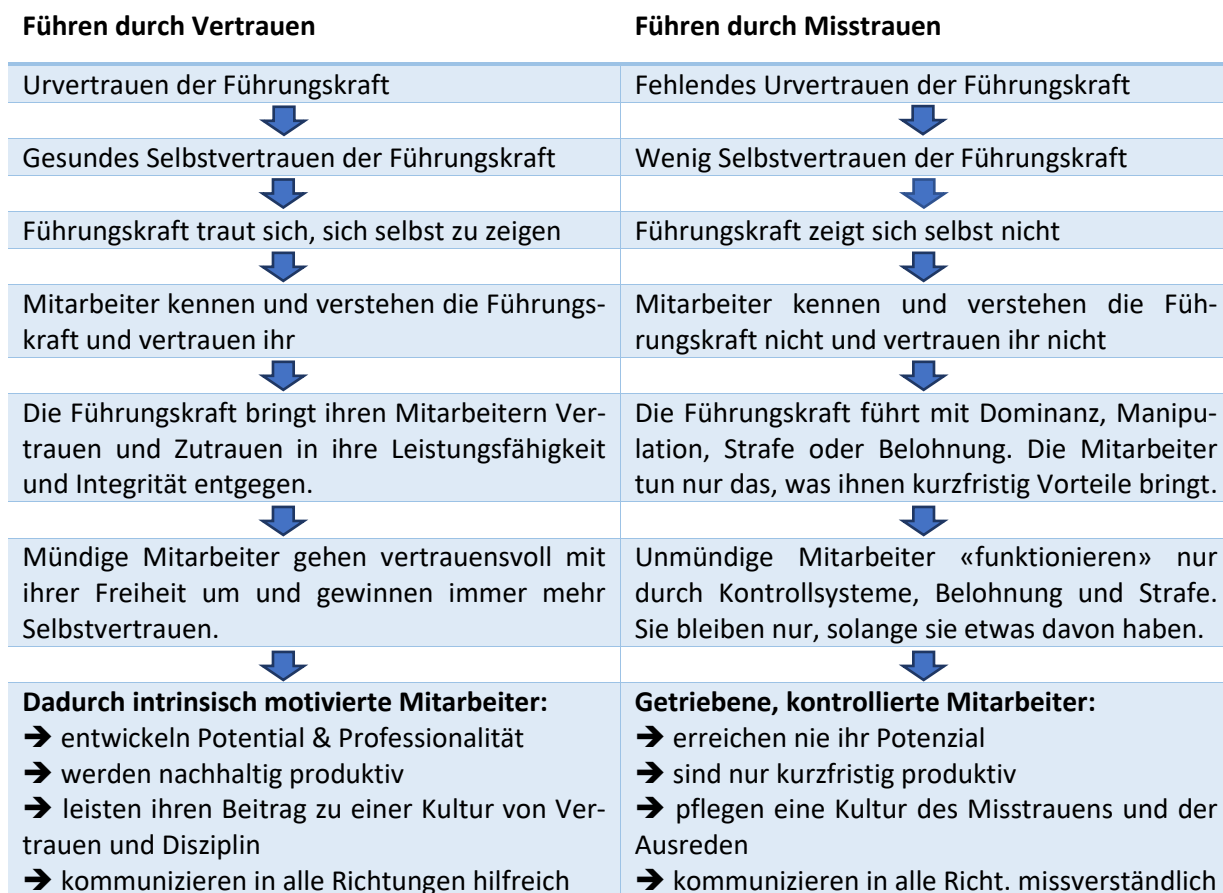 Führen durch Vertrauen
Urvertrauen der Führungskraft
Gesundes Selbstvertrauen der Führungskraft
Führungskraft traut sich, sich selbst zu zeigen
Mitarbeiter kennen und verstehen die Führungs-
kraft und vertrauen ihr
Die Führungskraft bringt ihren Mitarbeitern Ver-
trauen und Zutrauen in ihre Leistungsfähigkeit
und Integrität entgegen.
Mündige Mitarbeiter gehen vertrauensvoll mit
ihrer Freiheit um und gewinnen immer mehr
Selbstvertrauen.
Dadurch intrinsisch motivierte Mitarbeiter:
➔ entwickeln Potential & Professionalität
➔ werden nachhaltig produktiv
➔ leisten ihren Beitrag zu einer Kultur von Ver-
trauen und Disziplin
➔ kommunizieren in alle Richtungen hilfreich
Führen durch Misstrauen
Fehlendes Urvertrauen der Führungskraft
Wenig Selbstvertrauen der Führungskraft
Führungskraft zeigt sich selbst nicht
Mitarbeiter kennen und verstehen die Füh-
rungskraft nicht und vertrauen ihr nicht
Die Führungskraft führt mit Dominanz, Manipu-
lation, Strafe oder Belohnung. Die Mitarbeiter
tun nur das, was ihnen kurzfristig Vorteile bringt.
Unmündige Mitarbeiter «funktionieren» nur
durch Kontrollsysteme, Belohnung und Strafe.
Sie bleiben nur, solange sie etwas davon haben.
Getriebene, kontrollierte Mitarbeiter:
➔ erreichen nie ihr Potenzial
➔ sind nur kurzfristig produktiv
➔ pflegen eine Kultur des Misstrauens und der
Ausreden
➔ kommunizieren in alle Richt. missverständlich